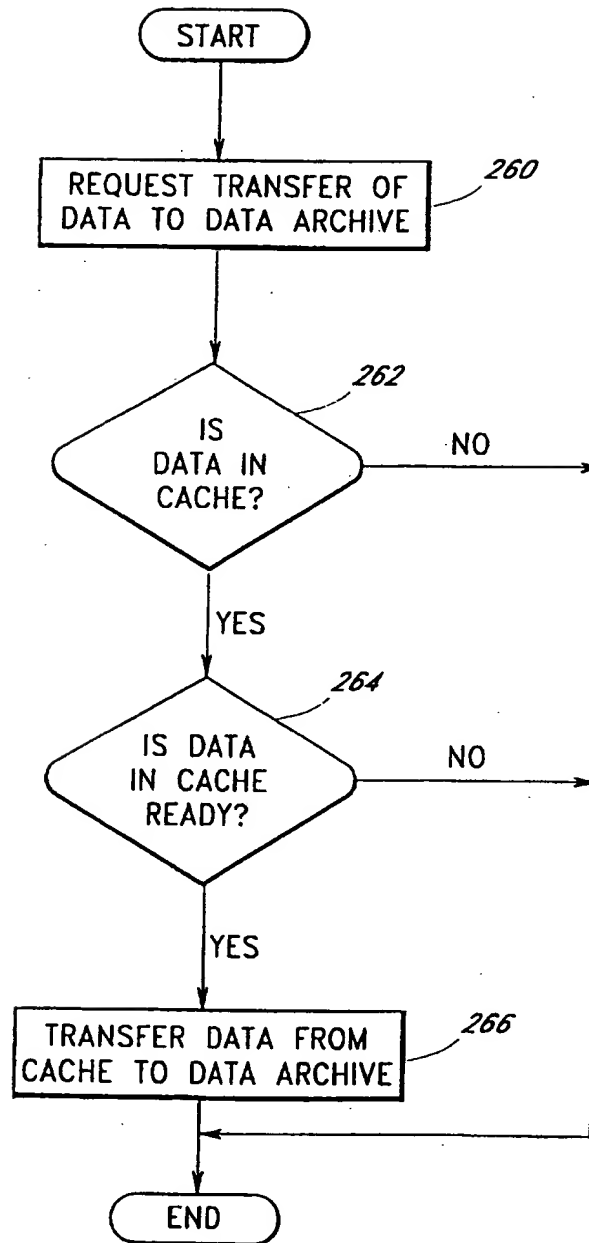 START
REQUEST TRANSFER OF
DATA TO DATA ARCHIVE
260
IS
DATA IN
CACHE?
262
NO
YES
IS DATA
IN CACHE
READY?
264
NO
YES
TRANSFER DATA FROM
CACHE TO DATA ARCHIVE
266
END